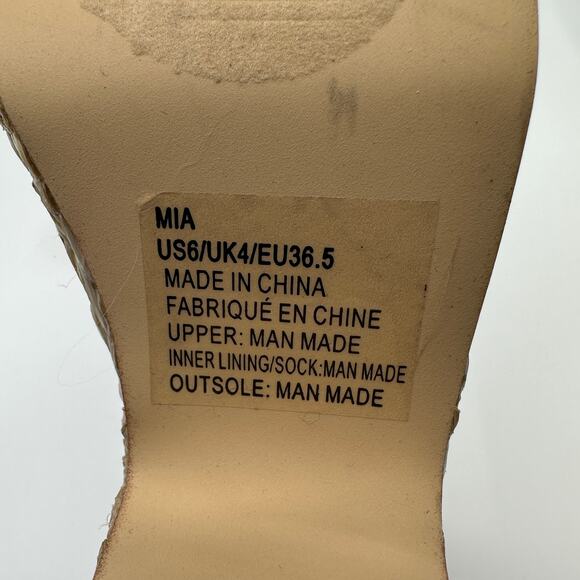 MIA
US6/UK4/EU36.5
MADE IN CHINA
FABRIQUÉ EN CHINE
UPPER: MAN MADE
INNER LINING/SOCK:MAN MADE
OUTSOLE: MAN MADE